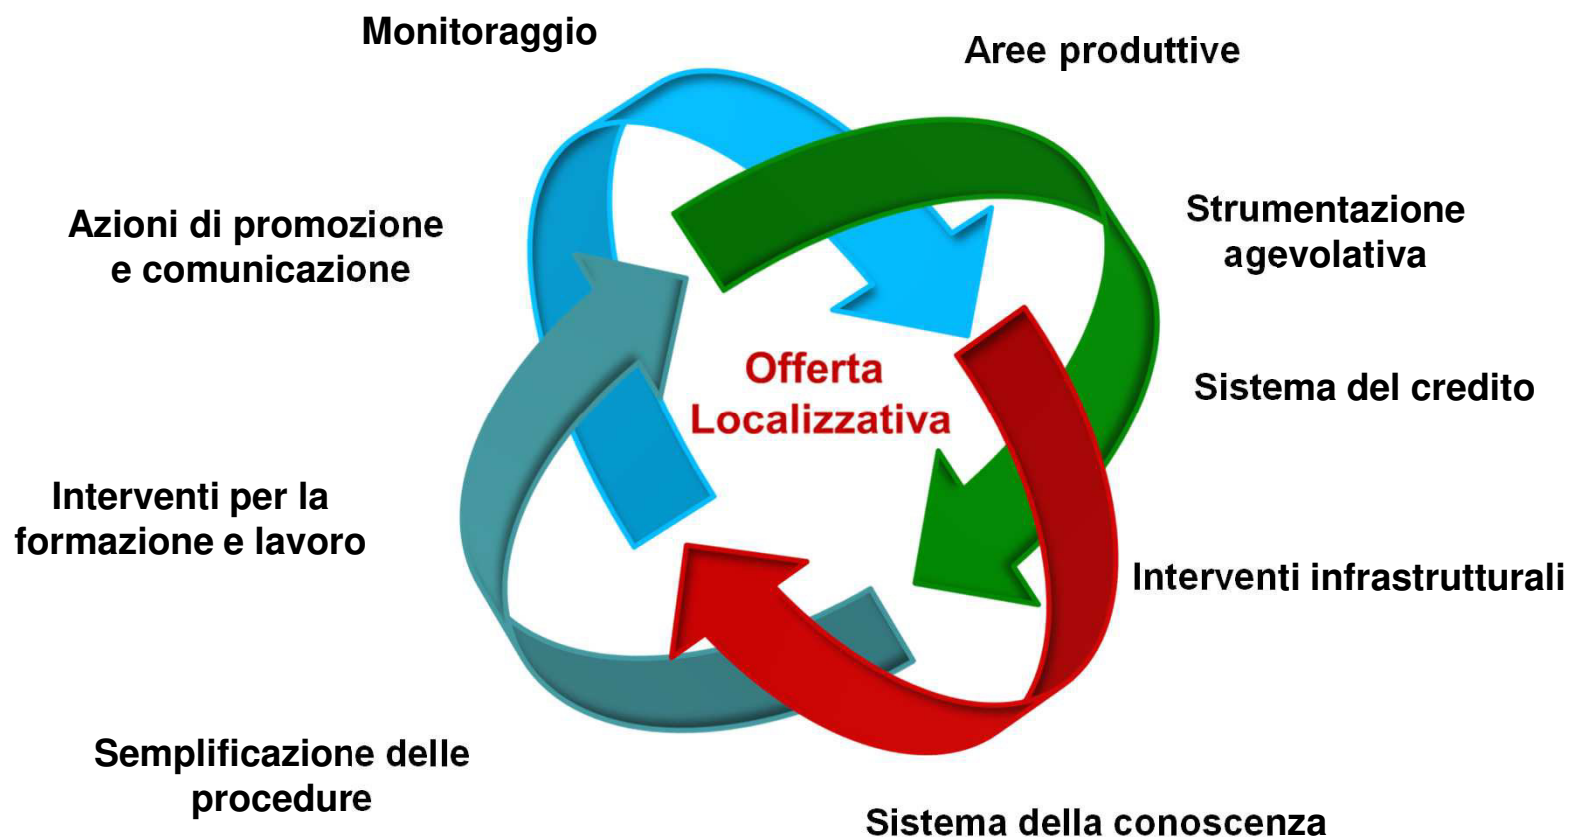 Monitoraggio
Aree produttive
Azioni di promozione
e comunicazione
Strumentazione
agevolativa
Offerta
Localizzativa
Sistema del credito
Interventi per la
formazione e lavoro
Interventi infrastrutturali
Semplificazione delle
procedure
Sistema della conoscenza